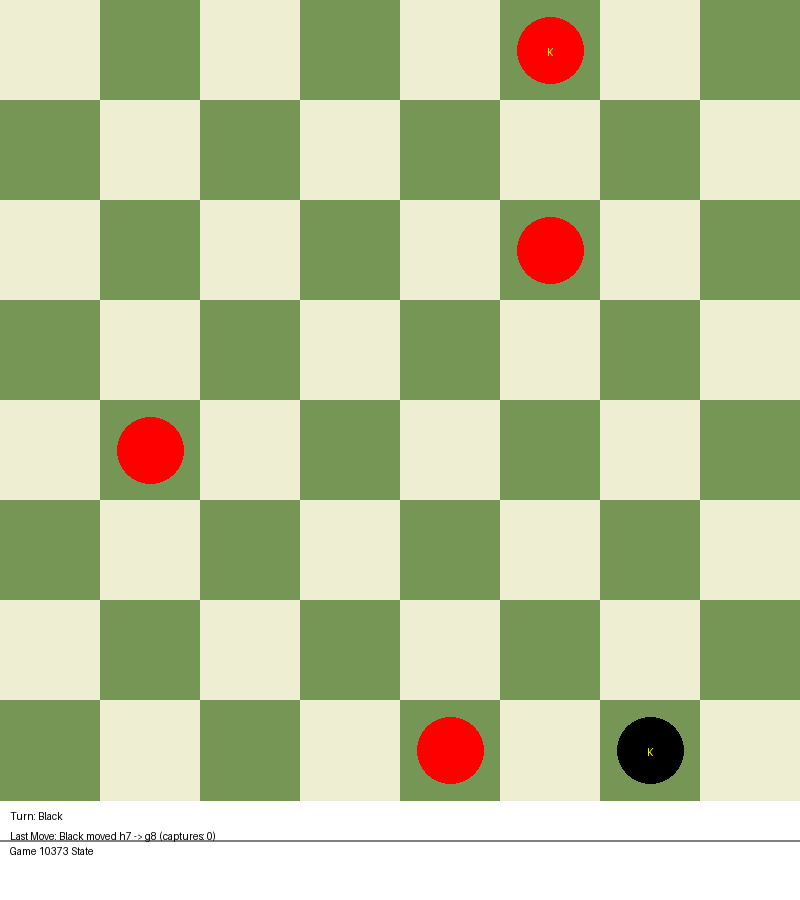 K
K
Turn: Black
Last Move: Black moved h7 -> g8 (captures: 0)
Game 10373 State